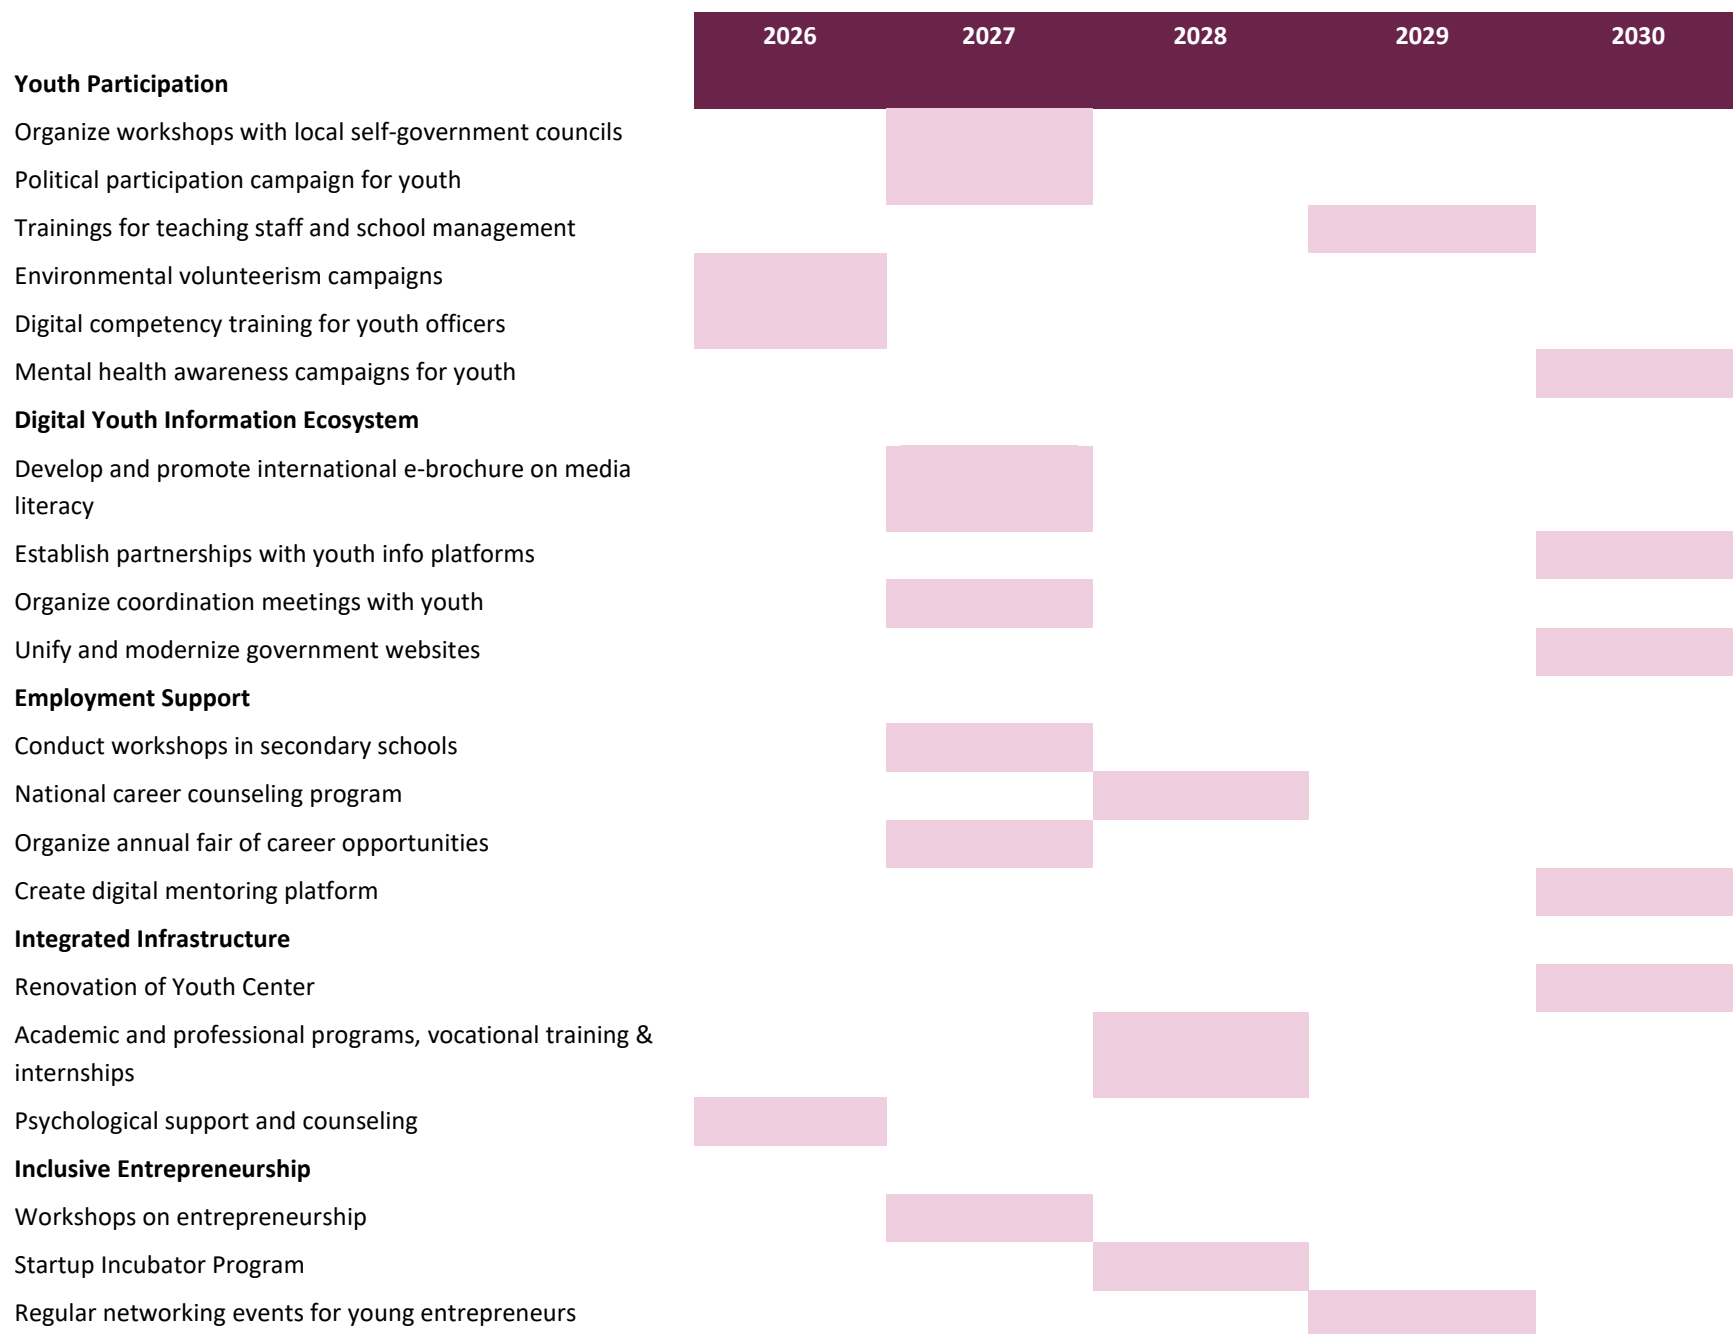 2026 2027 2028 2029 2030
Youth Participation
Organize workshops with local self-government councils
Political participation campaign for youth
Trainings for teaching staff and school management
Environmental volunteerism campaigns
Digital competency training for youth officers
Mental health awareness campaigns for youth
Digital Youth Information Ecosystem
Develop and promote international e-brochure on media
literacy
Establish partnerships with youth info platforms
Organize coordination meetings with youth
Unify and modernize government websites
Employment Support
Conduct workshops in secondary schools
National career counseling program
Organize annual fair of career opportunities
Create digital mentoring platform
Integrated Infrastructure
Renovation of Youth Center
Academic and professional programs, vocational training &
internships
Psychological support and counseling
Inclusive Entrepreneurship
Workshops on entrepreneurship
Startup Incubator Program
Regular networking events for young entrepreneurs